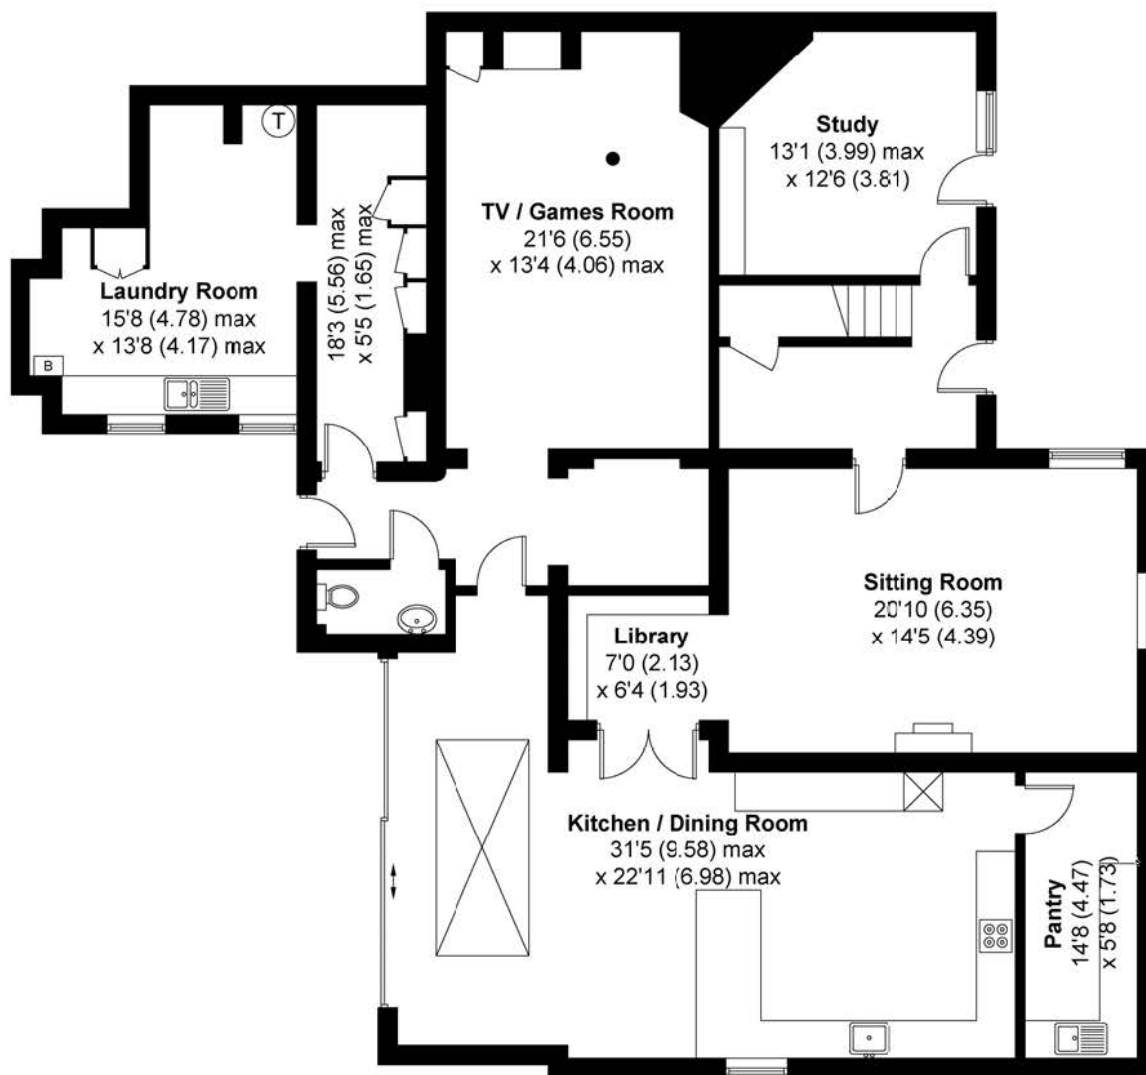 Study
13'1 (3.99) max
x 12'6 (3.81)
T
TV / Games Room
21'6 (6.55)
x 13'4 (4.06) max
Laundry Room
15'8 (4.78) max
x 13'8 (4.17) max
B
18'3 (5.56) max
x 5'5 (1.65) max
Sitting Room
20'10 (6.35)
x 14'5 (4.39)
Library
7'0 (2.13)
x 6'4 (1.93)
Kitchen / Dining Room
31'5 (9.58) max
x 22'11 (6.98) max
Pantry
14'8 (4.47)
x 5'8 (1.73)